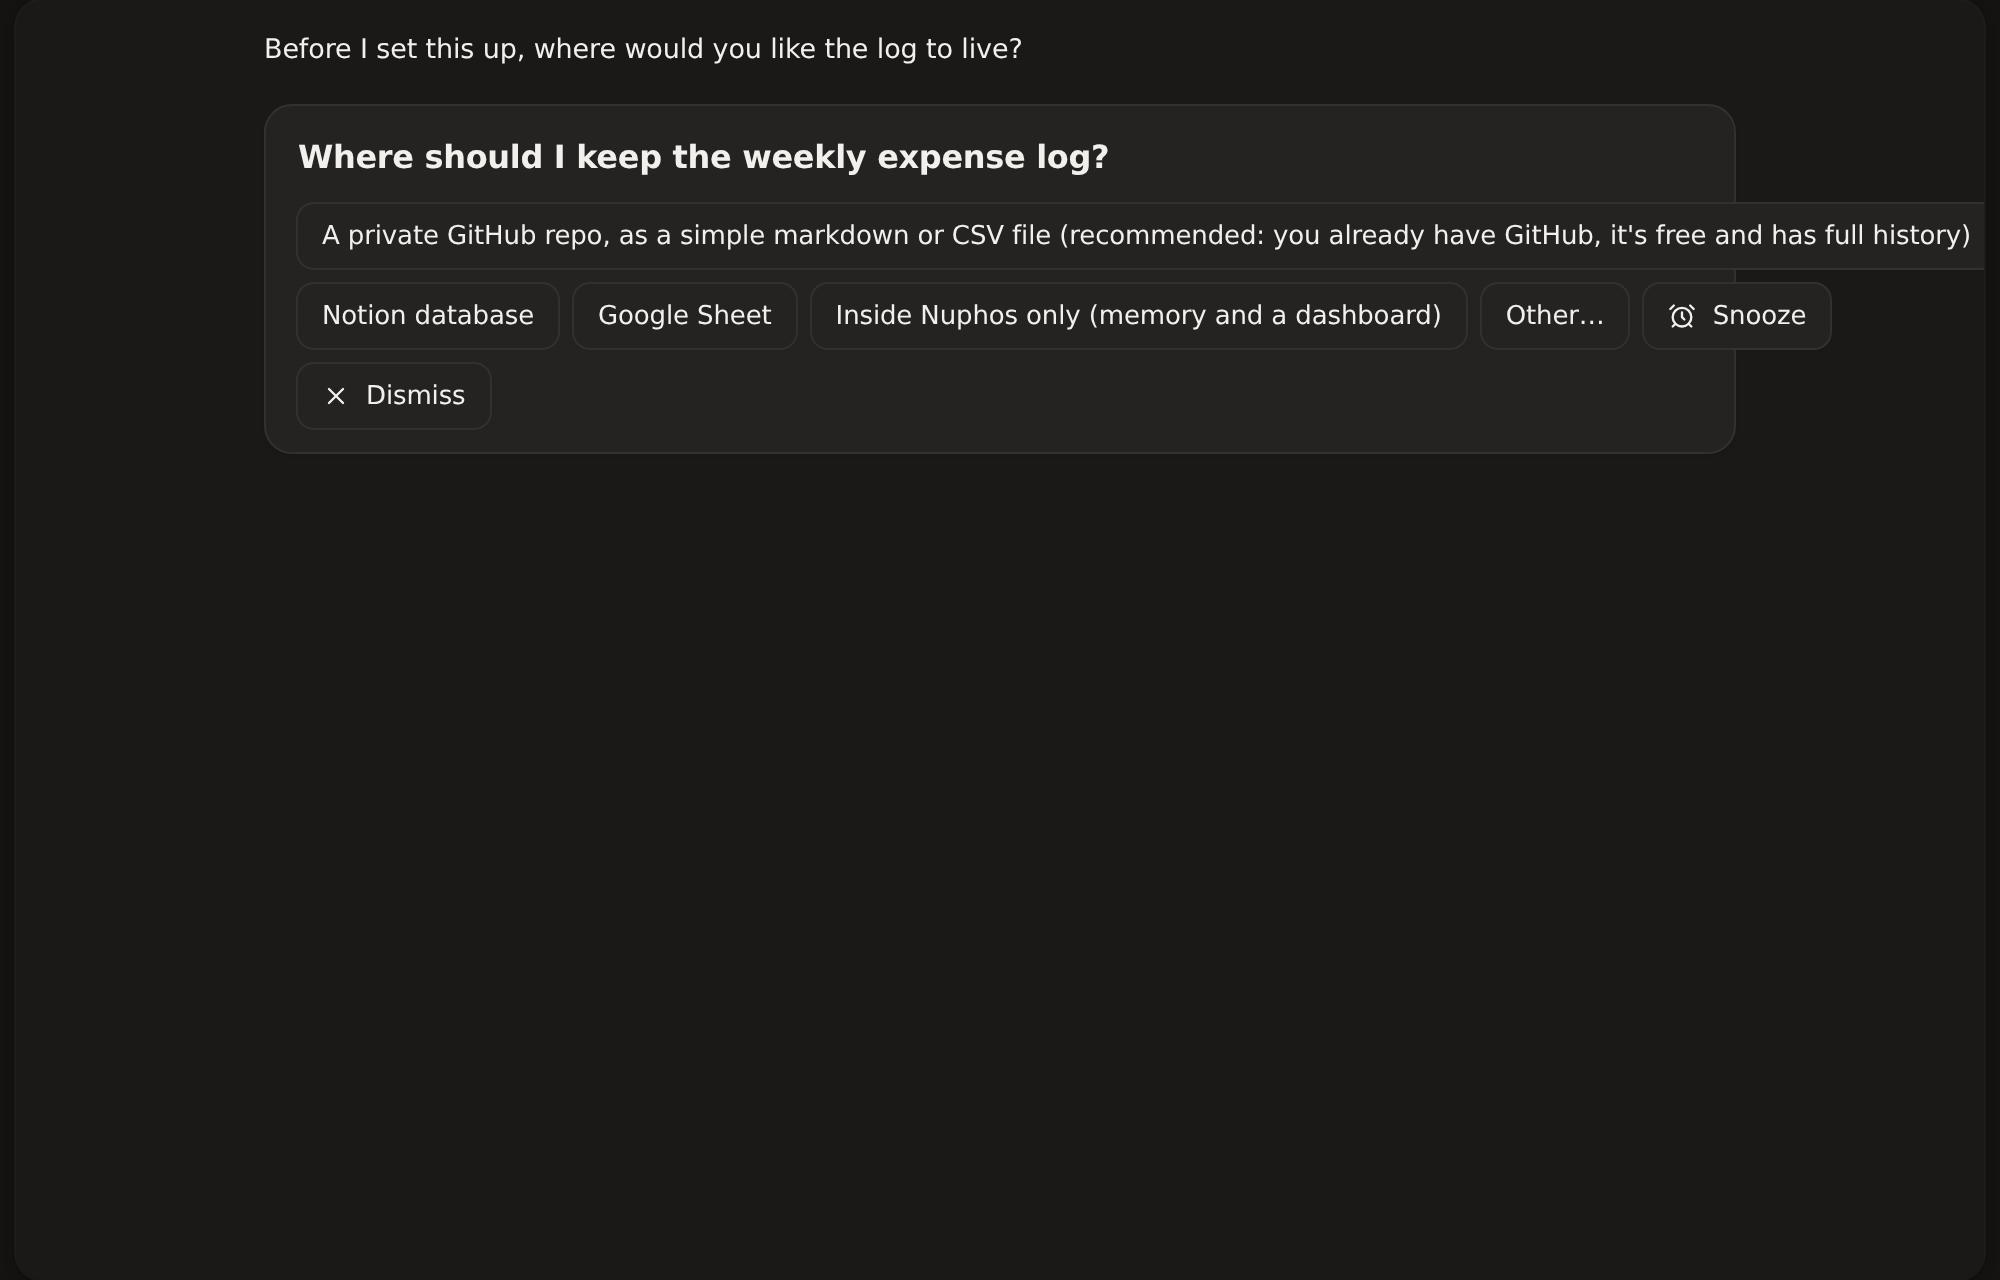 Before I set this up, where would you like the log to live?
Where should I keep the weekly expense log?
A private GitHub repo, as a simple markdown or CSV file (recommended: you already have GitHub, it's free and has full history)
Notion database Google Sheet Inside Nuphos only (memory and a dashboard) Other… Snooze
Dismiss